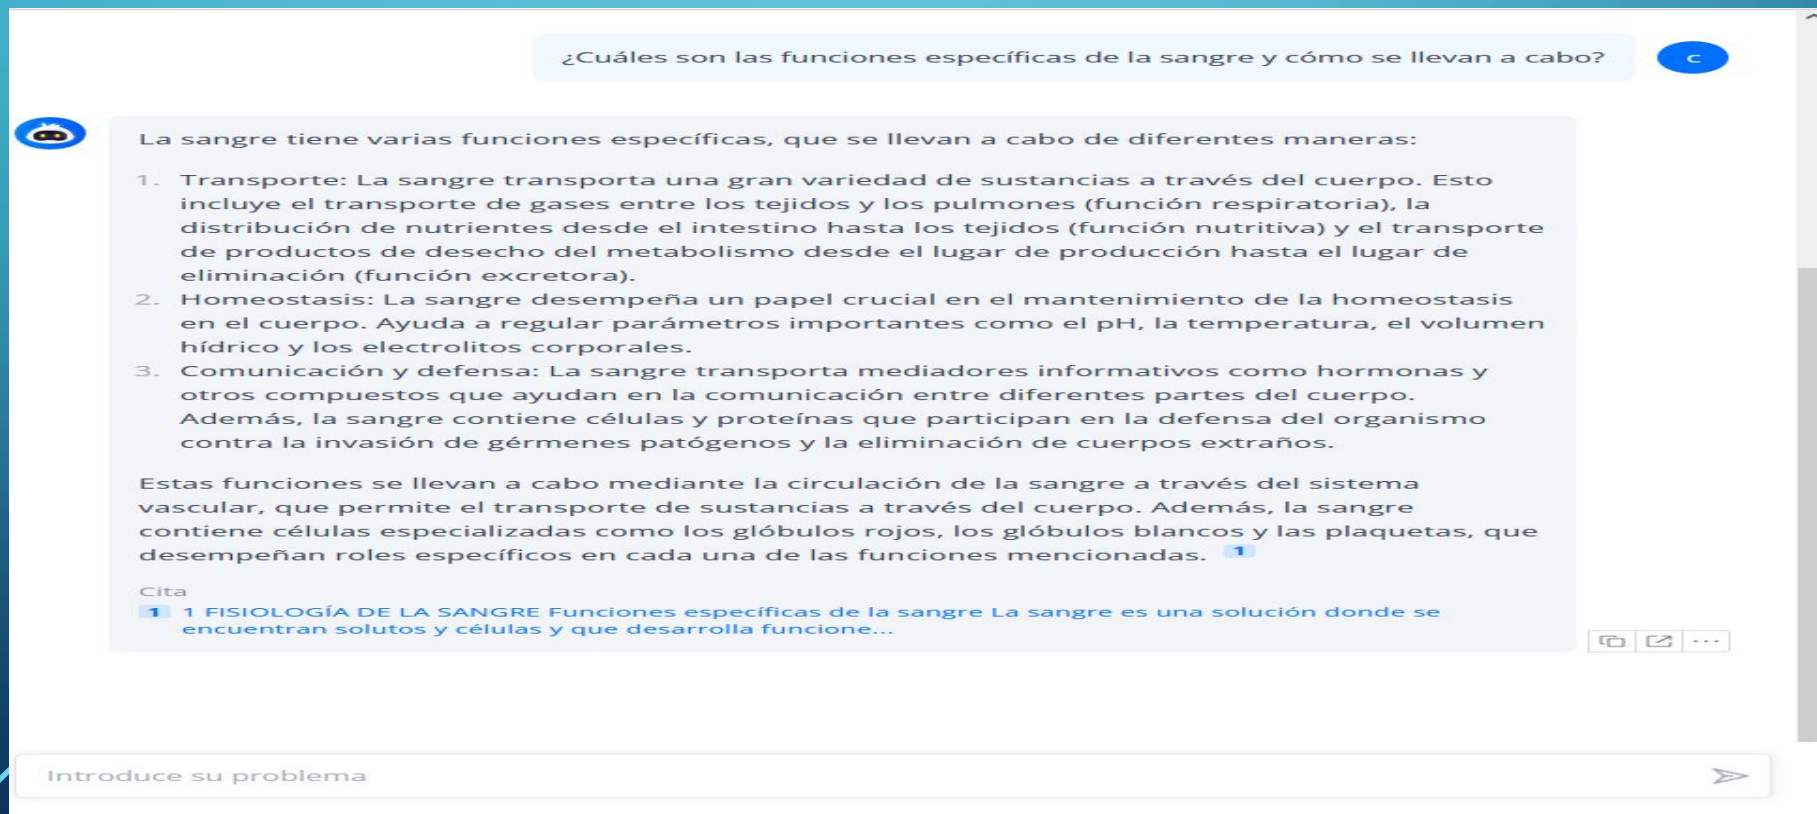 ¿Cuáles son las funciones específicas de la sangre y cómo se llevan a cabo?
c
La sangre tiene varias funciones específicas, que se llevan a cabo de diferentes maneras:
1. Transporte: La sangre transporta una gran variedad de sustancias a través del cuerpo. Esto
incluye el transporte de gases entre los tejidos y los pulmones (función respiratoria), la
distribución de nutrientes desde el intestino hasta los tejidos (función nutritiva) y el transporte
de productos de desecho del metabolismo desde el lugar de producción hasta el lugar de
eliminación (función excretora).
2. Homeostasis: La sangre desempeña un papel crucial en el mantenimiento de la homeostasis
en el cuerpo. Ayuda a regular parámetros importantes como el pH, la temperatura, el volumen
hídrico y los electrolitos corporales.
3. Comunicación y defensa: La sangre transporta mediadores informativos como hormonas y
otros compuestos que ayudan en la comunicación entre diferentes partes del cuerpo.
Además, la sangre contiene células y proteínas que participan en la defensa del organismo
contra la invasión de gérmenes patógenos y la eliminación de cuerpos extraños.
Estas funciones se llevan a cabo mediante la circulación de la sangre a través del sistema
vascular, que permite el transporte de sustancias a través del cuerpo. Además, la sangre
contiene células especializadas como los glóbulos rojos, los glóbulos blancos y las plaquetas, que
desempeñan roles específicos en cada una de las funciones mencionadas. 1
Cita
1 1 FISIOLOGÍA DE LA SANGRE Funciones específicas de la sangre La sangre es una solución donde se
encuentran solutos y células y que desarrolla funcione...
Introduce su problema